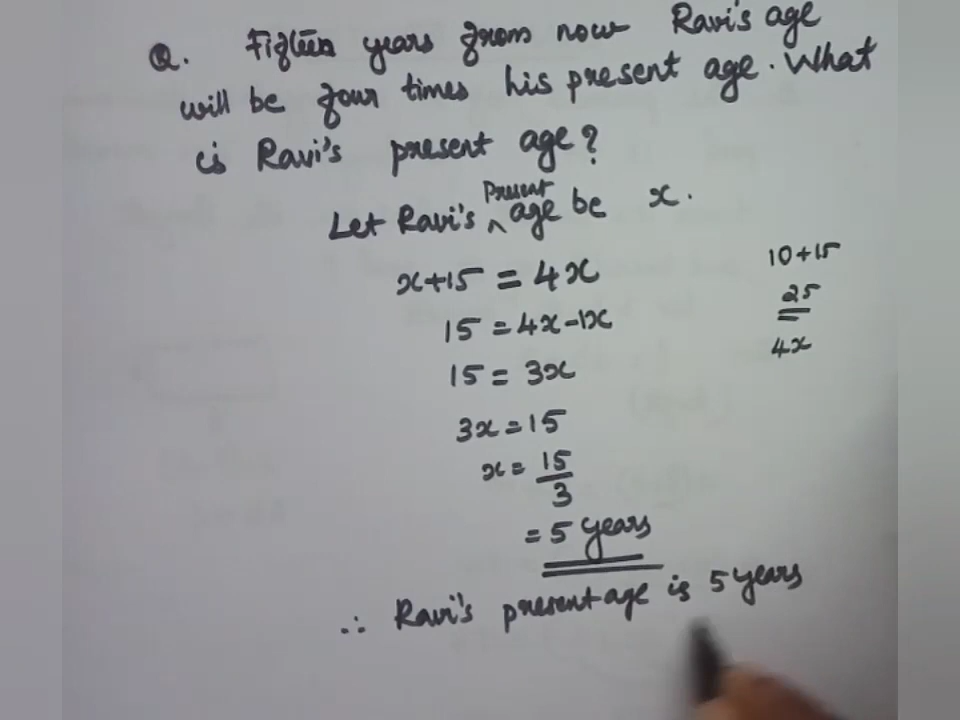 Q. Fifteen years from now Ravi's age
will be four times his present age. What
is Ravi's present age?
Let Ravi's ^ Present age be x.
x+15 = 4x
15 = 4x-1x
15 = 3x
3x = 15
x = 15/3
= 5 years
∴ Ravi's present age is 5 years
10+15
25
4x